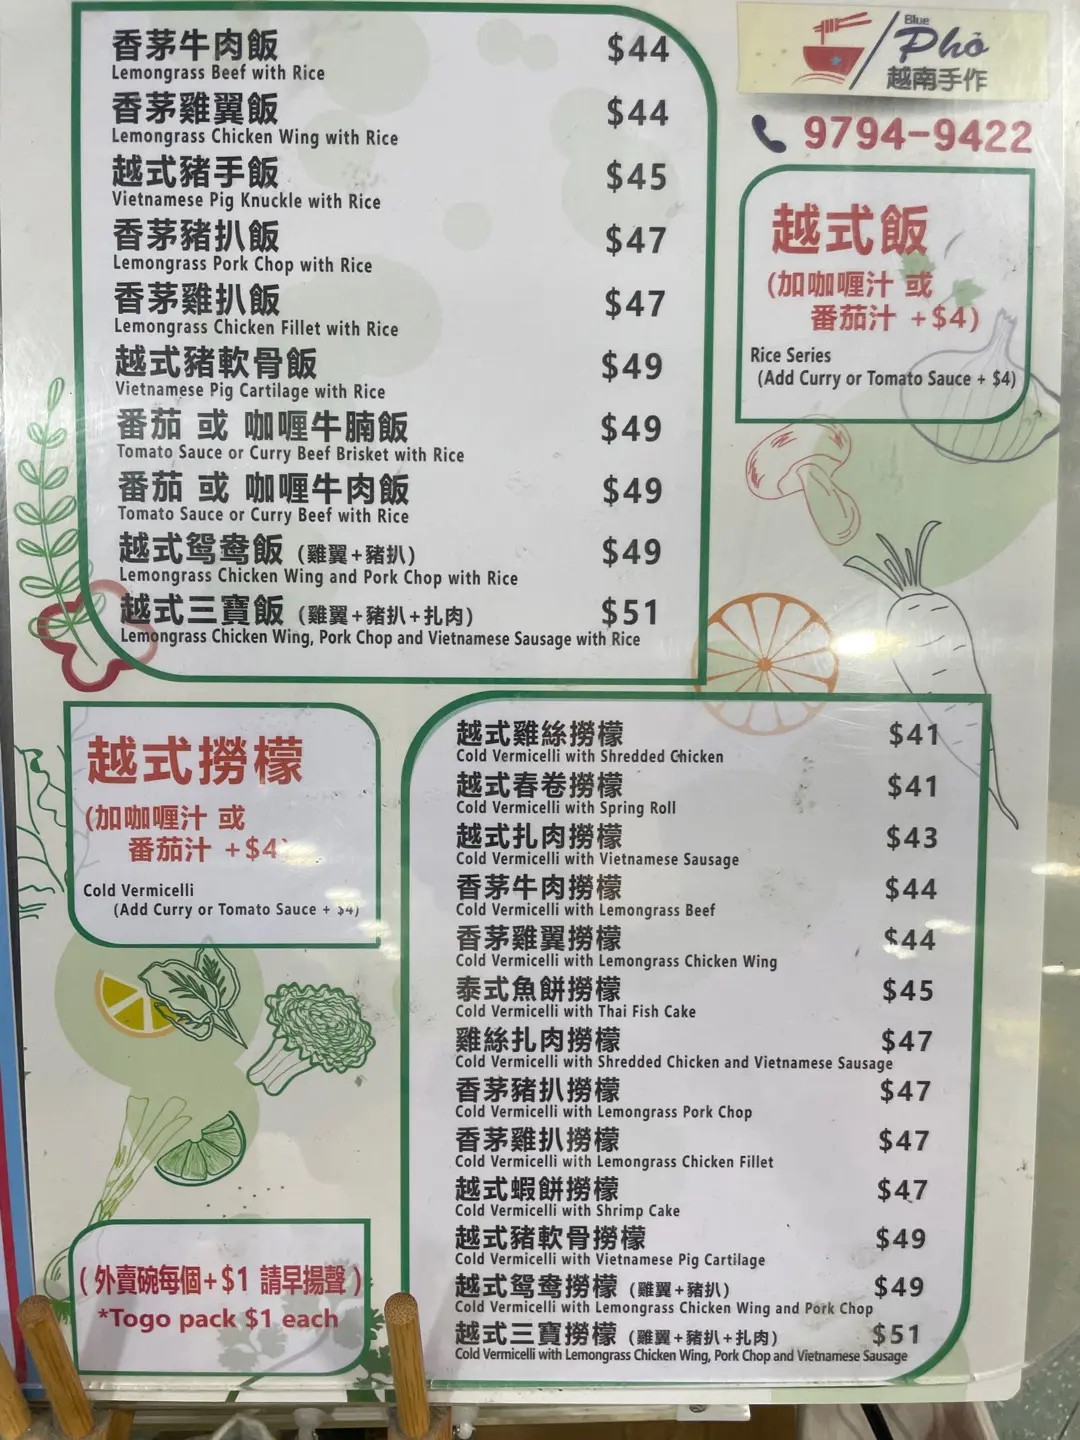 Blue
Phở
越南手作
9794-9422
香茅牛肉飯 $44
Lemongrass Beef with Rice
香茅雞翼飯 $44
Lemongrass Chicken Wing with Rice
越式豬手飯 $45
Vietnamese Pig Knuckle with Rice
香茅豬扒飯 $47
Lemongrass Pork Chop with Rice
香茅雞扒飯 $47
Lemongrass Chicken Fillet with Rice
越式豬軟骨飯 $49
Vietnamese Pig Cartilage with Rice
番茄 或 咖喱牛腩飯 $49
Tomato Sauce or Curry Beef Brisket with Rice
番茄 或 咖喱牛肉飯 $49
Tomato Sauce or Curry Beef with Rice
越式鸳鸯飯 (雞翼+豬扒) $49
Lemongrass Chicken Wing and Pork Chop with Rice
越式三寶飯 (雞翼+豬扒+扎肉) $51
Lemongrass Chicken Wing, Pork Chop and Vietnamese Sausage with Rice
越式飯
(加咖喱汁 或
番茄汁 +$4)
Rice Series
(Add Curry or Tomato Sauce + $4)
越式撈檬
(加咖喱汁 或
番茄汁 +$4)
Cold Vermicelli
(Add Curry or Tomato Sauce + $4)
越式雞絲撈檬 $41
Cold Vermicelli with Shredded Chicken
越式春卷撈檬 $41
Cold Vermicelli with Spring Roll
越式扎肉撈檬 $43
Cold Vermicelli with Vietnamese Sausage
香茅牛肉撈檬 $44
Cold Vermicelli with Lemongrass Beef
香茅雞翼撈檬 $44
Cold Vermicelli with Lemongrass Chicken Wing
泰式魚餅撈檬 $45
Cold Vermicelli with Thai Fish Cake
雞絲扎肉撈檬 $47
Cold Vermicelli with Shredded Chicken and Vietnamese Sausage
香茅豬扒撈檬 $47
Cold Vermicelli with Lemongrass Pork Chop
香茅雞扒撈檬 $47
Cold Vermicelli with Lemongrass Chicken Fillet
越式蝦餅撈檬 $47
Cold Vermicelli with Shrimp Cake
越式豬軟骨撈檬 $49
Cold Vermicelli with Vietnamese Pig Cartilage
越式鸳鸯撈檬 (雞翼+豬扒) $49
Cold Vermicelli with Lemongrass Chicken Wing and Pork Chop
越式三寶撈檬 (雞翼+豬扒+扎肉) $51
Cold Vermicelli with Lemongrass Chicken Wing, Pork Chop and Vietnamese Sausage
(外賣碗每個+$1 請早揚聲)
*Togo pack $1 each